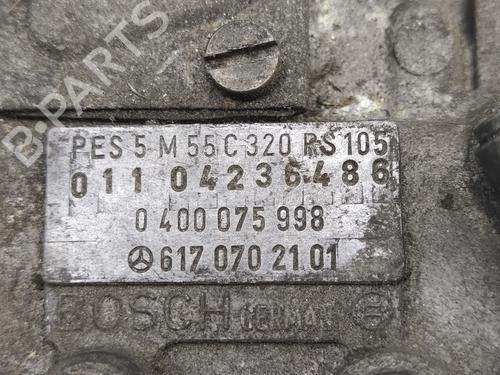 B-PARTS
PES 5 M 55 C 320 RS 105
011 04236486
0 400 075 998
617 070 21 01
BOSCH GERMANY